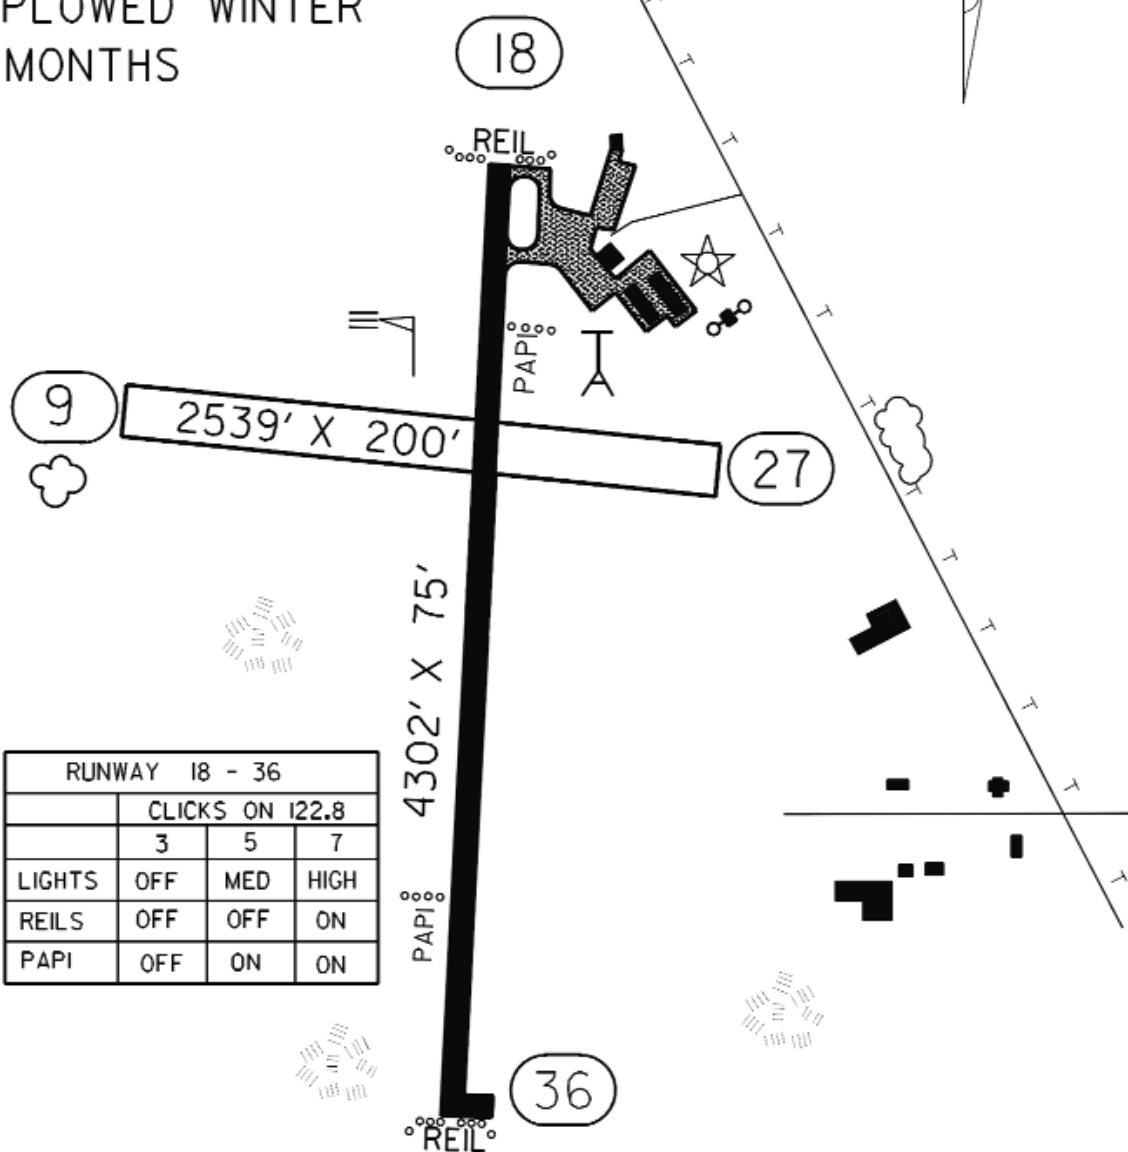 PLOWED WINTER
MONTHS
18
REIL
PAPI
9
2539' X 200'
27
4302' X 75'
RUNWAY 18 - 36
CLICKS ON 122.8
3 5 7
LIGHTS OFF MED HIGH
REILS OFF OFF ON
PAPI OFF ON ON
PAPI
36
REIL
T
T
T
T
T
T
T
T
T
T
T